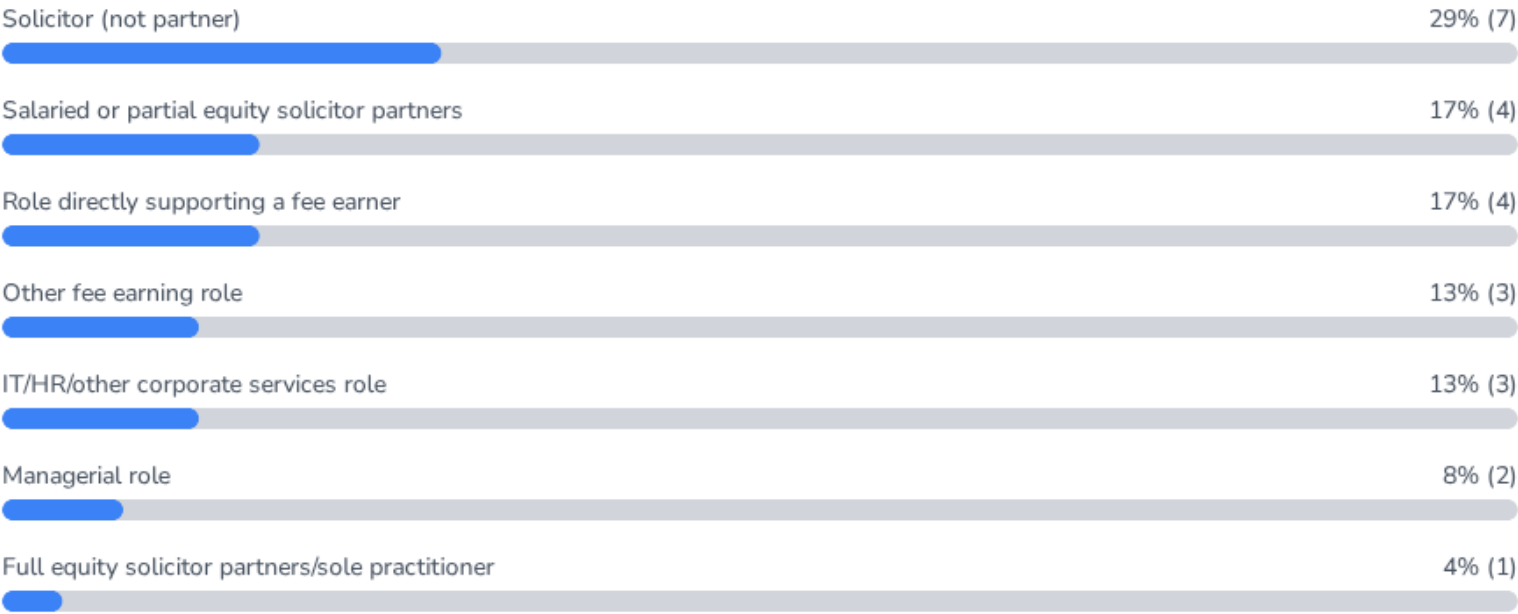 Solicitor (not partner) 29% (7)
Salaried or partial equity solicitor partners 17% (4)
Role directly supporting a fee earner 17% (4)
Other fee earning role 13% (3)
IT/HR/other corporate services role 13% (3)
Managerial role 8% (2)
Full equity solicitor partners/sole practitioner 4% (1)